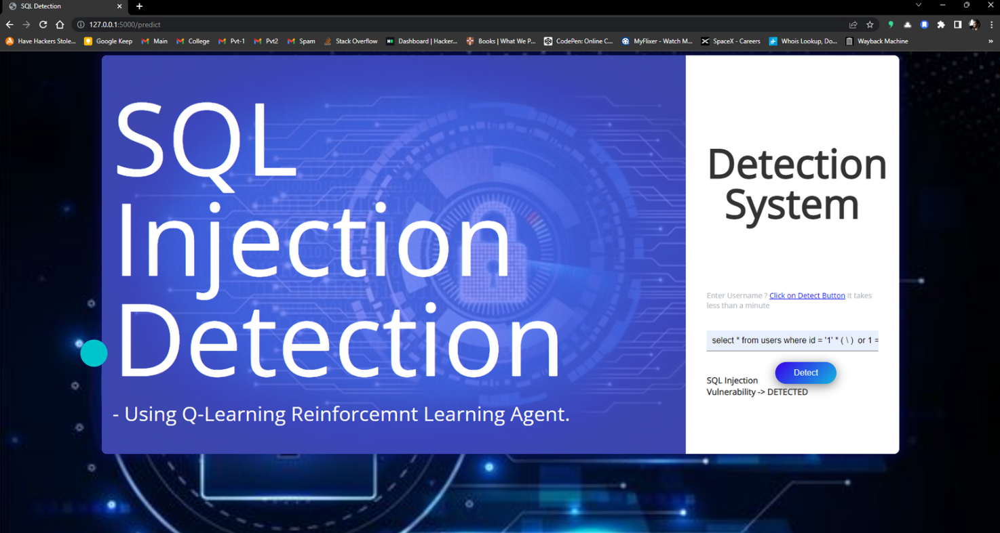 SQL Detection
127.0.0.1:5000/predict
Have Hackers Stole... Google Keep Main College Pvt-1 Pvt2 Spam Stack Overflow Dashboard | Hacker... Books | What We P... CodePen: Online C... MyFlixer - Watch M... SpaceX - Careers Whois Lookup, Do... Wayback Machine
SQL
Injection
Detection
- Using Q-Learning Reinforcemnt Learning Agent.
Detection
System
Enter Username ? Click on Detect Button It takes
less than a minute
select * from users where id = '1' * ( \ ) or 1 =
Detect
SQL Injection
Vulnerability -> DETECTED